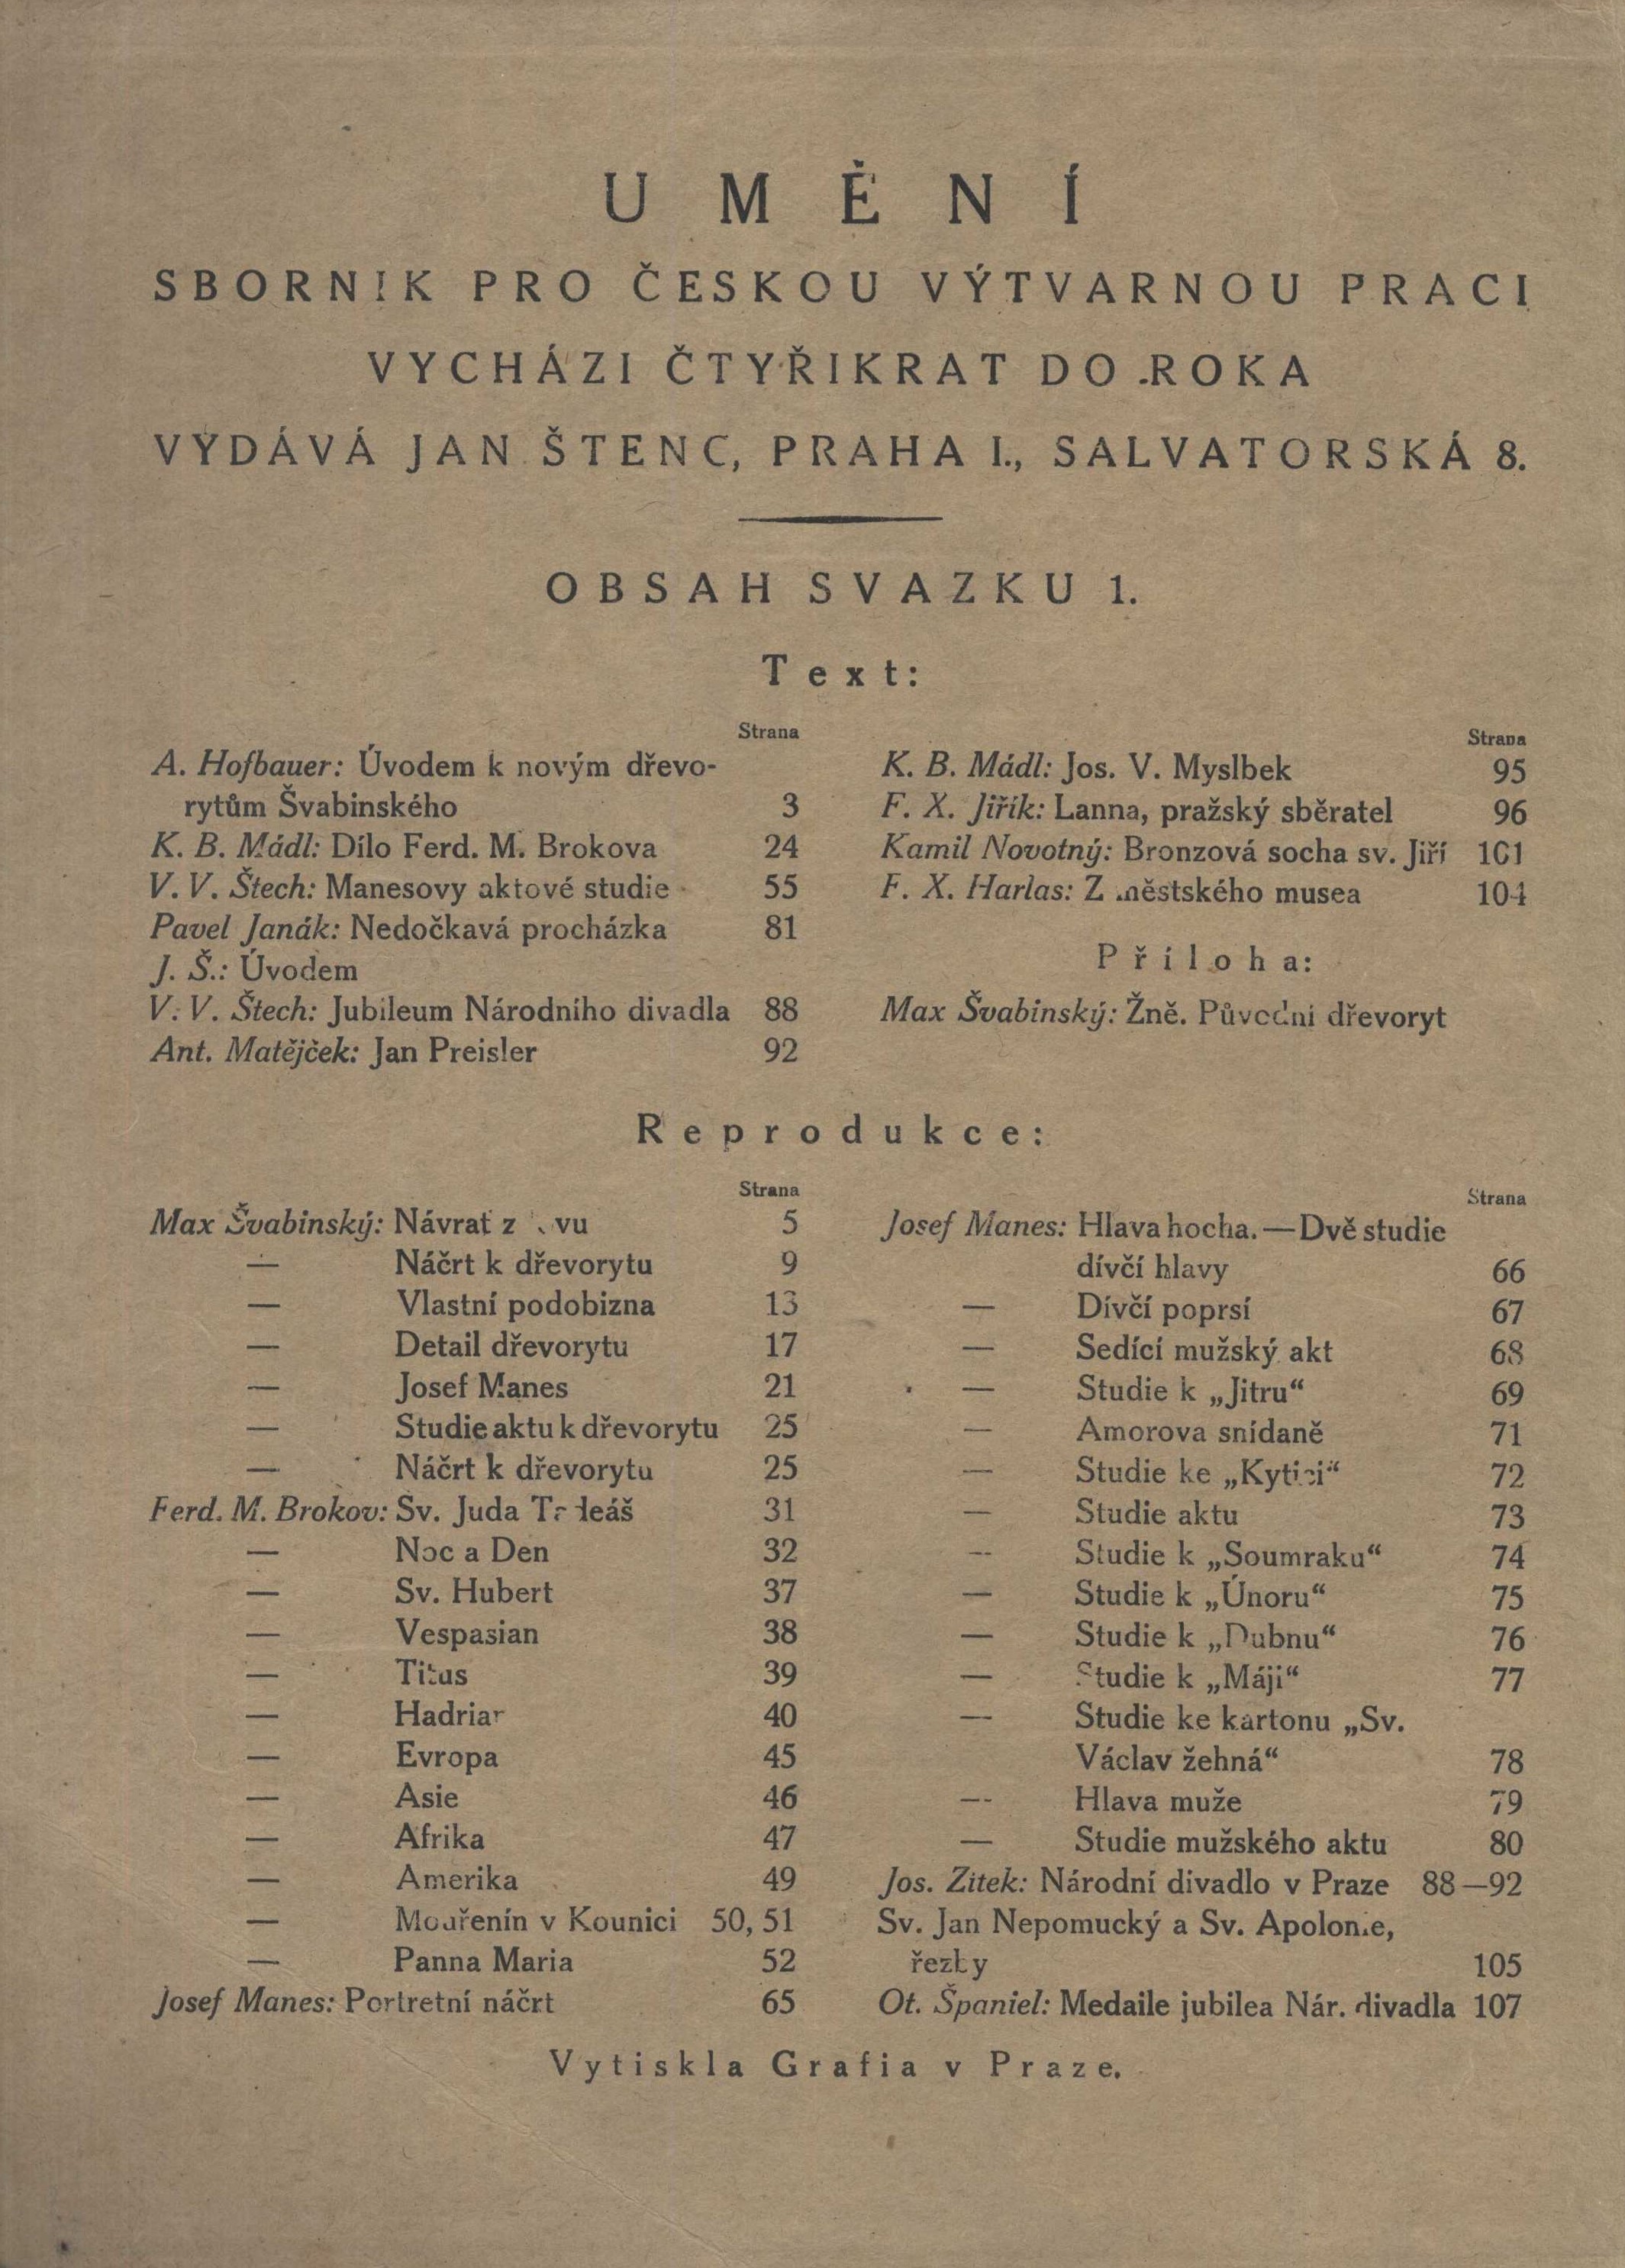 UMĚNÍ
SBORNIK PRO ČESKOU VÝTVARNOU PRACI
VYCHÁZI ČTYŘIKRAT DO ROKA
VYDÁVÁ JAN ŠTENC, PRAHA I., SALVATORSKÁ 8.
OBSAH SVAZKU 1.
Text:
Strana
A. Hofbauer: Úvodem k novým dřevo-
rytům Švabinského 3
K. B. Mádl: Dílo Ferd. M. Brokova 24
V. V. Štech: Manesovy aktové studie 55
Pavel Janák: Nedočkavá procházka 81
J. Š.: Úvodem
V. V. Štech: Jubileum Národního divadla 88
Ant. Matějček: Jan Preisler 92
Strana
K. B. Mádl: Jos. V. Myslbek 95
F. X. Jiřík: Lanna, pražský sběratel 96
Kamil Novotný: Bronzová socha sv. Jiří 101
F. X. Harlas: Z městského musea 104
Příloha:
Max Švabinský: Žně. Původni dřevoryt
Reprodukce:
Strana
Max Švabinský: Návrat z 5
— Náčrt k dřevorytu 9
— Vlastní podobizna 13
— Detail dřevorytu 17
— Josef Manes 21
— Studie aktu k dřevorytu 25
— Náčrt k dřevorytu 25
Ferd. M. Brokov: Sv. Juda Tadeáš 31
— Noc a Den 32
— Sv. Hubert 37
— Vespasian 38
— Titus 39
— Hadrian 40
— Evropa 45
— Asie 46
— Afrika 47
— Amerika 49
— Mouřenín v Kounici 50, 51
— Panna Maria 52
Josef Manes: Portretní náčrt 65
Strana
Josef Manes: Hlava hocha. — Dvě studie
dívčí hlavy 66
— Dívčí poprsí 67
— Sedící mužský akt 68
— Studie k „Jitru“ 69
— Amorova snídaně 71
— Studie ke „Kytici“ 72
— Studie aktu 73
— Studie k „Soumraku“ 74
— Studie k „Únoru“ 75
— Studie k „Dubnu“ 76
— Studie k „Máji“ 77
— Studie ke kartonu „Sv.
Václav žehná“ 78
— Hlava muže 79
— Studie mužského aktu 80
Jos. Zitek: Národní divadlo v Praze 88—92
Sv. Jan Nepomucký a Sv. Apolonie,
řezby 105
Ot. Španiel: Medaile jubilea Nár. divadla 107
Vytiskla Grafia v Praze.